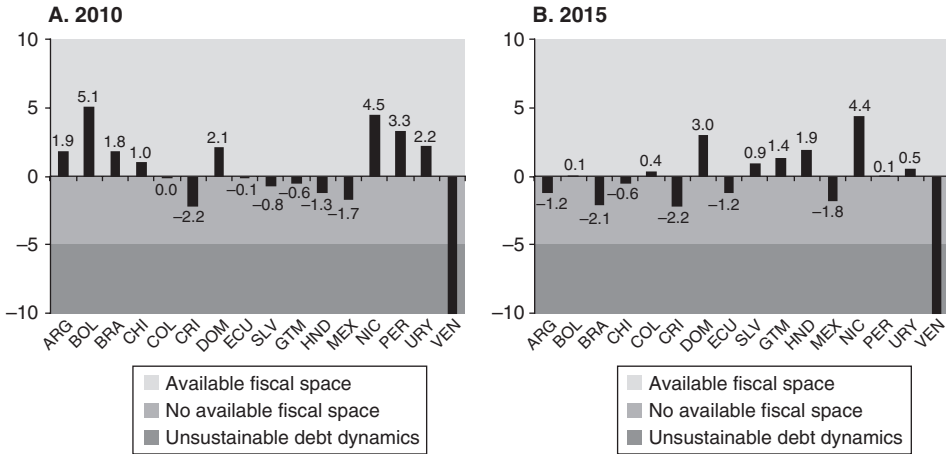 A. 2010
10
5
0
−5
−10
1.9
5.1
1.8
1.0
0.0
−2.2
2.1
−0.1
−0.8
−0.6
−1.3
−1.7
4.5
3.3
2.2
ARG
BOL
BRA
CHI
COL
CRI
DOM
ECU
SLV
GTM
HND
MEX
NIC
PER
URY
VEN
Available fiscal space
No available fiscal space
Unsustainable debt dynamics
B. 2015
10
5
0
−5
−10
−1.2
0.1
−2.1
−0.6
0.4
−2.2
3.0
−1.2
0.9
1.4
1.9
−1.8
4.4
0.1
0.5
ARG
BOL
BRA
CHI
COL
CRI
DOM
ECU
SLV
GTM
HND
MEX
NIC
PER
URY
VEN
Available fiscal space
No available fiscal space
Unsustainable debt dynamics